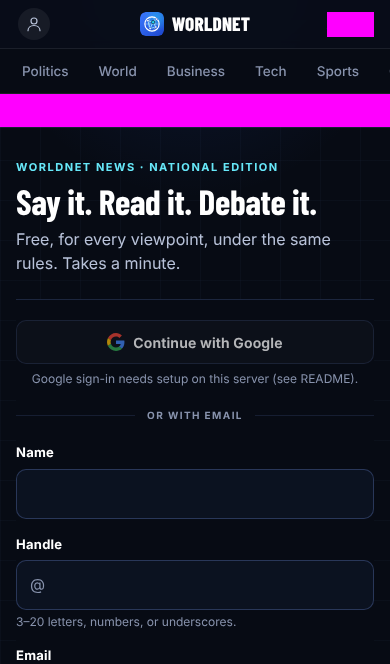 WORLDNET
Politics World Business Tech Sports
WORLDNET NEWS · NATIONAL EDITION
Say it. Read it. Debate it.
Free, for every viewpoint, under the same
rules. Takes a minute.
Continue with Google
Google sign-in needs setup on this server (see README).
OR WITH EMAIL
Name
Handle
@
3–20 letters, numbers, or underscores.
Email